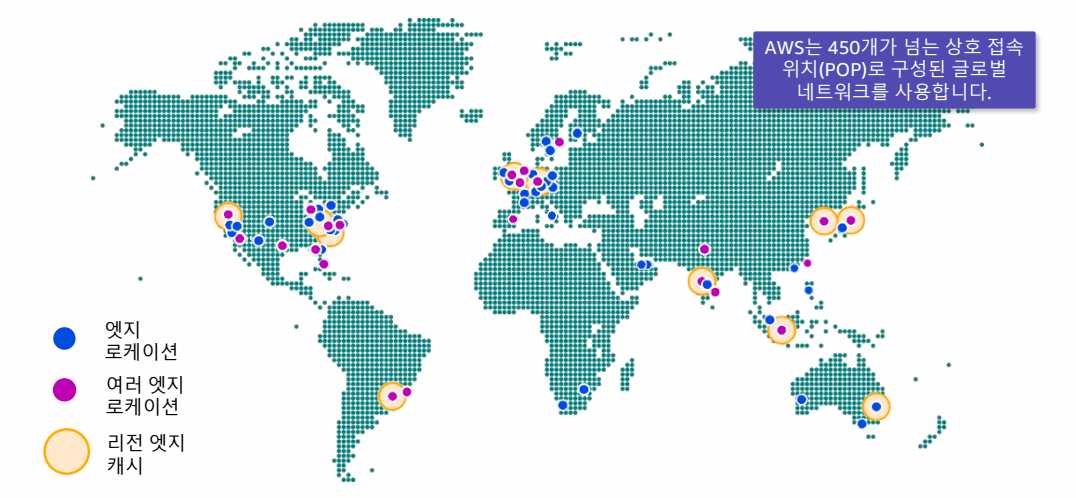 AWS는 450개가 넘는 상호 접속
위치(POP)로 구성된 글로벌
네트워크를 사용합니다.
엣지
로케이션
여러 엣지
로케이션
리전 엣지
캐시